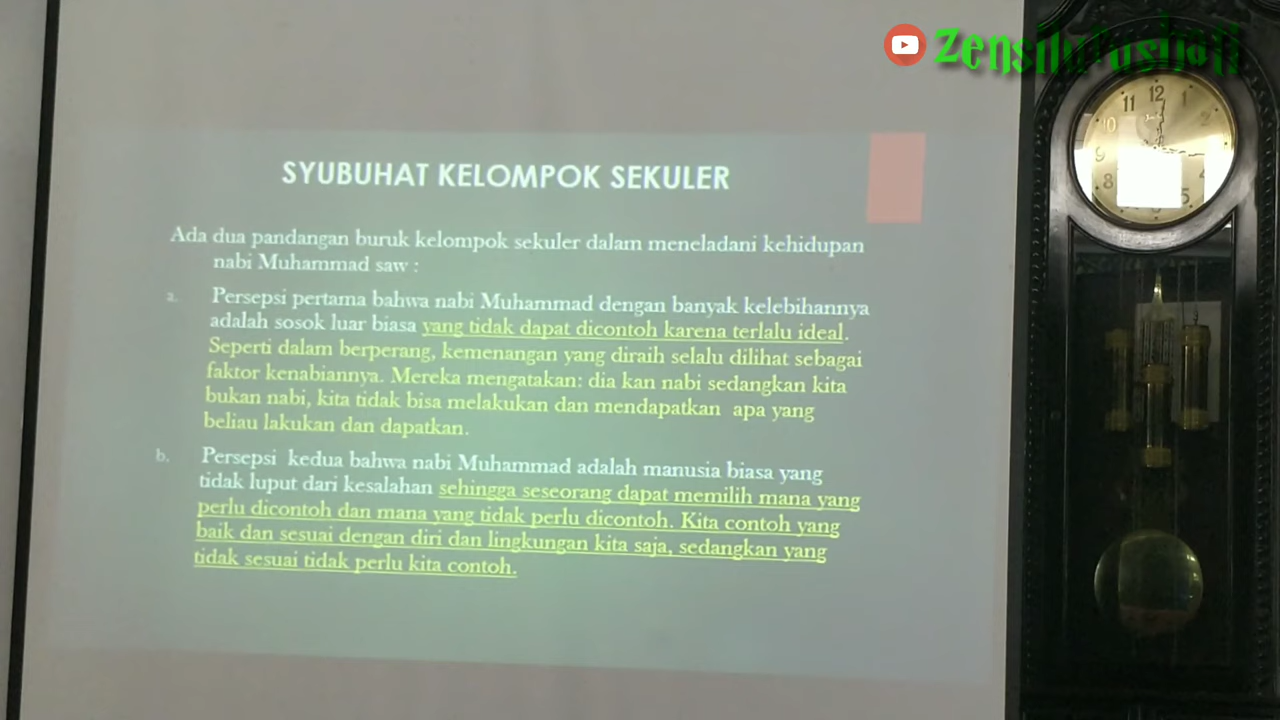 Zensilutushati
SYUBUHAT KELOMPOK SEKULER
Ada dua pandangan buruk kelompok sekuler dalam meneladani kehidupan
nabi Muhammad saw :
a. Persepsi pertama bahwa nabi Muhammad dengan banyak kelebihannya
adalah sosok luar biasa yang tidak dapat dicontoh karena terlalu ideal.
Seperti dalam berperang, kemenangan yang diraih selalu dilihat sebagai
faktor kenabiannya. Mereka mengatakan: dia kan nabi sedangkan kita
bukan nabi, kita tidak bisa melakukan dan mendapatkan apa yang
beliau lakukan dan dapatkan.
b. Persepsi kedua bahwa nabi Muhammad adalah manusia biasa yang
tidak luput dari kesalahan sehingga seseorang dapat memilih mana yang
perlu dicontoh dan mana yang tidak perlu dicontoh. Kita contoh yang
baik dan sesuai dengan diri dan lingkungan kita saja, sedangkan yang
tidak sesuai tidak perlu kita contoh.
11 12 1
10 2
9
8 4
5